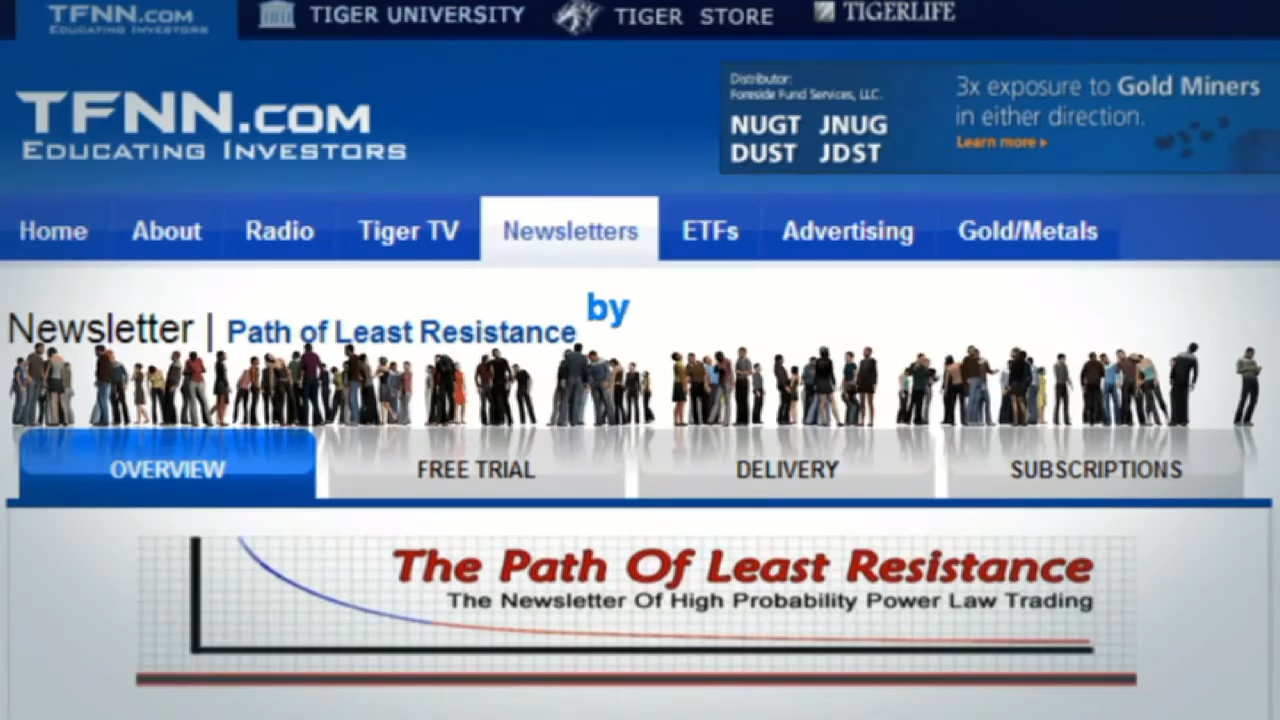 TFNN.COM
EDUCATING INVESTORS
TIGER UNIVERSITY
TIGER STORE
TIGERLIFE
TFNN.COM
EDUCATING INVESTORS
Distributor:
Foreside Fund Services, LLC.
NUGT JNUG
DUST JDST
3x exposure to Gold Miners
in either direction.
Learn more
Home About Radio Tiger TV Newsletters ETFs Advertising Gold/Metals
Newsletter | Path of Least Resistance by
OVERVIEW FREE TRIAL DELIVERY SUBSCRIPTIONS
The Path Of Least Resistance
The Newsletter Of High Probability Power Law Trading